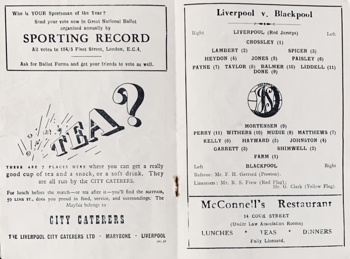 Who is YOUR Sportsman of the Year?
Send your vote now in Great National Ballot
organised annually by
SPORTING RECORD
All votes to 184/5 Fleet Street, London, E.C.4.
Ask for Ballot Forms and get your friends to vote as well.
TEA?
THERE ARE 7 PLACES HERE where you can get a really
good cup of tea and a snack, or a soft drink. They
are all run by the CITY CATERERS.
For lunch before the match—or tea after it—you'll find the
LIME ST., does you proud in food, service, and surroundings. The
Mayfair belongs to
CITY CATERERS
THE LIVERPOOL CITY CATERERS LTD - MARYBONE - LIVERPOOL
Liverpool v. Blackpool
Right LIVERPOOL (Red Jerseys) Left
CROSSLEY (1)
LAMBERT (2) SPICER (3)
HEYDON (4) JONES (5) PAISLEY (6)
PAYNE (7) TAYLOR (8) BALMER (10) LIDDELL (11)
DONE (9)
MORTENSEN (9)
PERRY (11) WITHERS (10) MUDIE (8) MATTHEWS (7)
KELLY (6) HAYWARD (5) JOHNSTON (4)
GARRETT (3) SHIMWELL (2)
FARM (1)
Left BLACKPOOL Right
Referee: Mr. F. H. Gerrard (Preston).
Linesmen: Mr. R. S. Frew (Red Flag);
Mr. G. Clark (Yellow Flag).
McConnell's Restaurant
14 COOK STREET
(Under Law Association Rooms)
LUNCHES * TEAS * DINNERS
Fully Licensed.